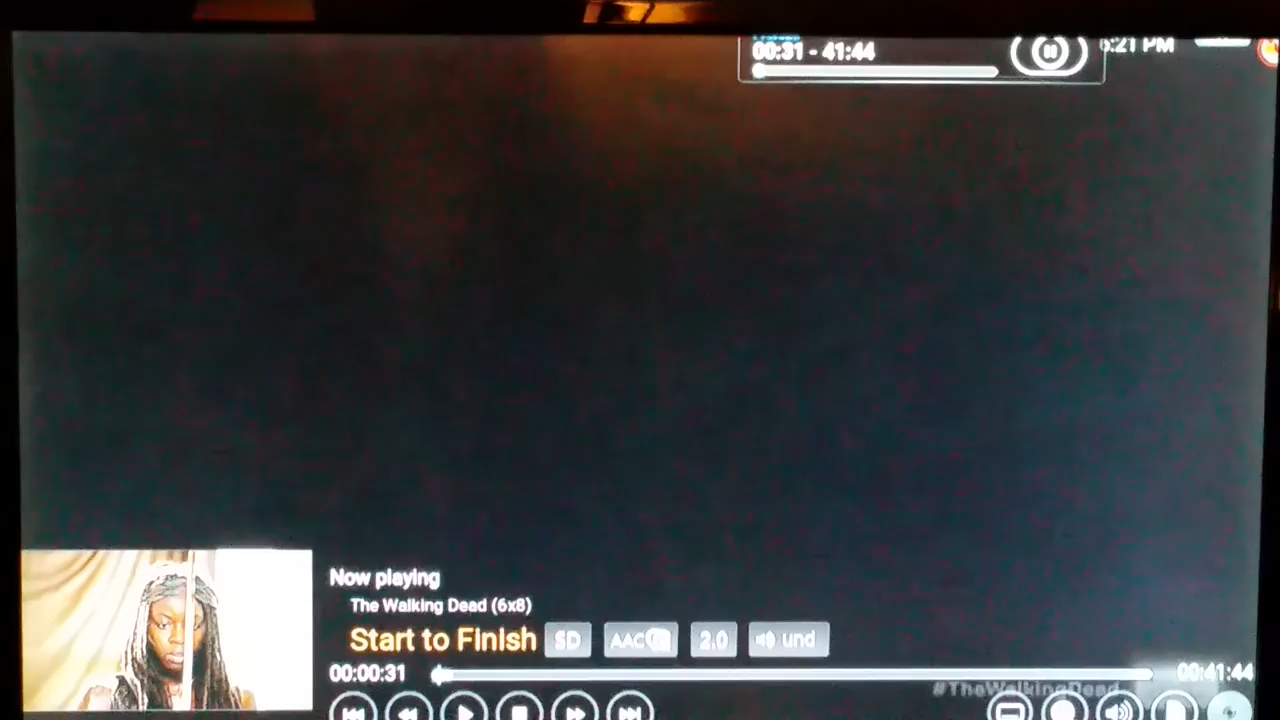 00:31 - 41:44
6:21 PM
Now playing
The Walking Dead (6x8)
Start to Finish SD AAC 2.0 und
00:00:31 00:41:44
#TheWalkingDead